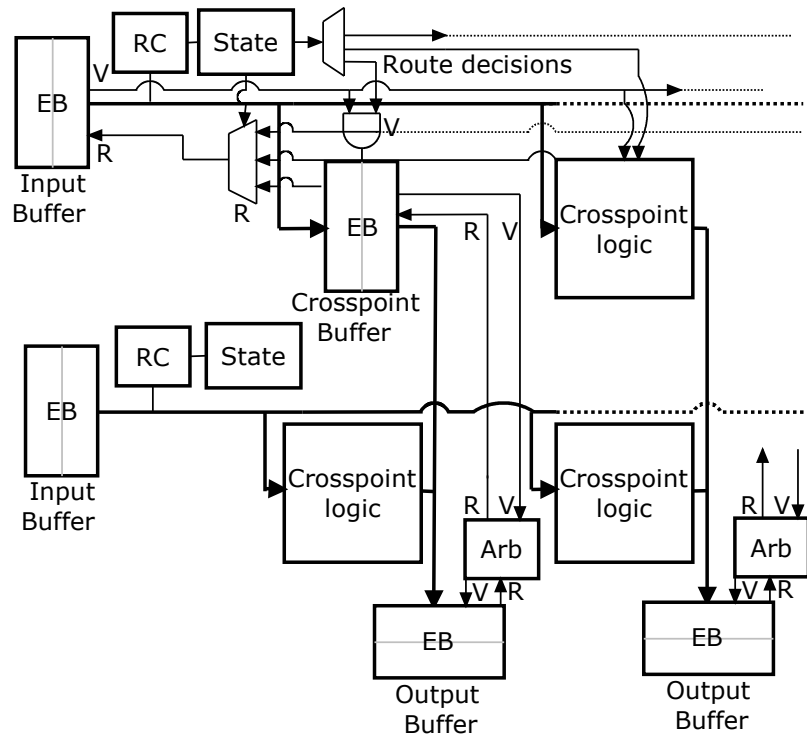 RC
State
Route decisions
V
EB
V
R
Input
Buffer
R
EB
R
V
Crosspoint
logic
Crosspoint
Buffer
RC
State
EB
Input
Buffer
Crosspoint
logic
Crosspoint
logic
R
V
Arb
R
V
Arb
V
R
V
R
EB
Output
Buffer
EB
Output
Buffer